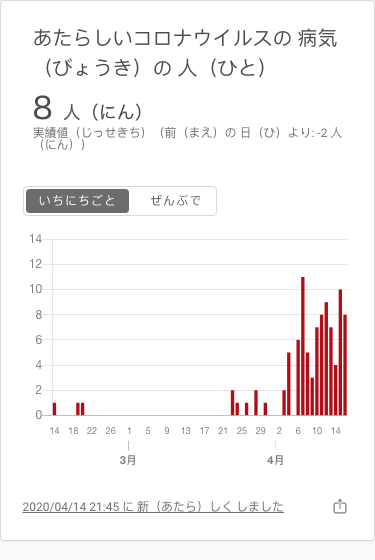 あたらしいコロナウイルスの 病気
（びょうき）の 人（ひと）
8 人（にん）
実績値（じっせきち）（前（まえ）の 日（ひ）より: -2 人
（にん））
いちにちごと ぜんぶで
14
12
10
8
6
4
2
0
14 19 22 26 1 5 9 13 17 21 25 29 2 6 10 14
3月 4月
2020/04/14 21:45 に 新（あたら）しく しました